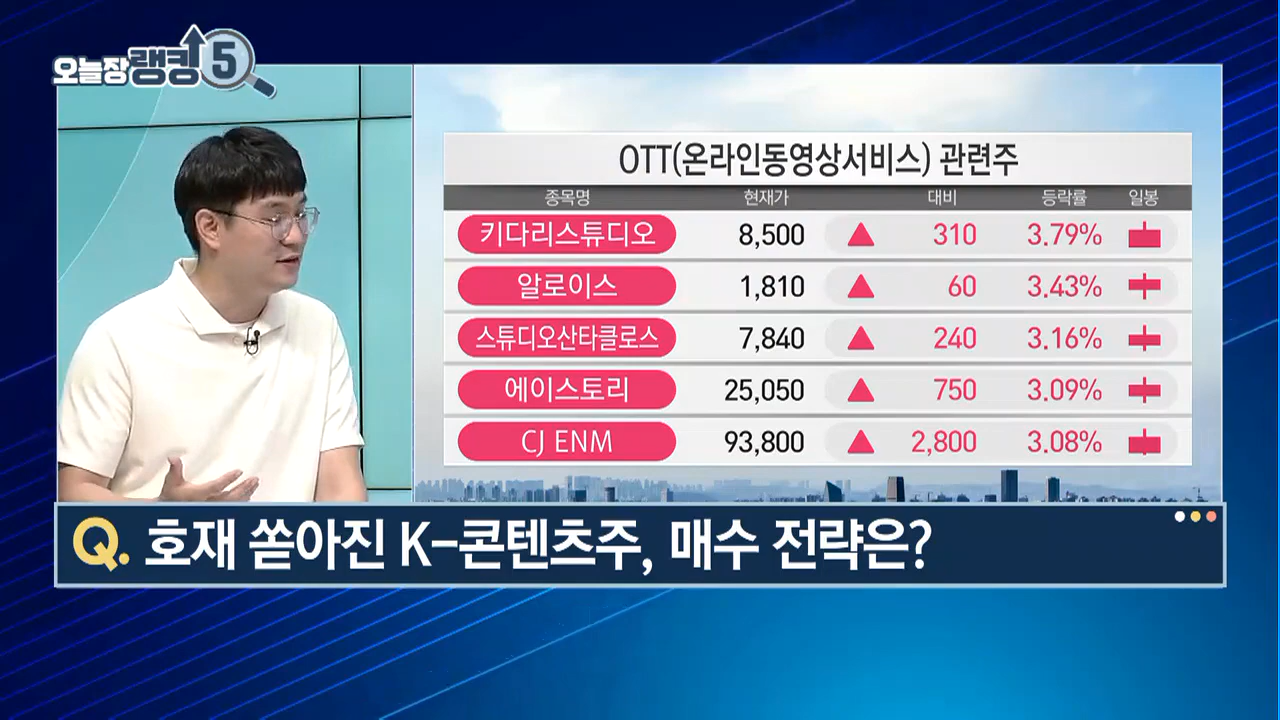 오늘장 랭킹 5
OTT(온라인동영상서비스) 관련주
종목명 현재가 대비 등락률 일봉
키다리스튜디오 8,500 ▲ 310 3.79%
알로이스 1,810 ▲ 60 3.43%
스튜디오산타클로스 7,840 ▲ 240 3.16%
에이스토리 25,050 ▲ 750 3.09%
CJ ENM 93,800 ▲ 2,800 3.08%
Q. 호재 쏟아진 K-콘텐츠주, 매수 전략은?